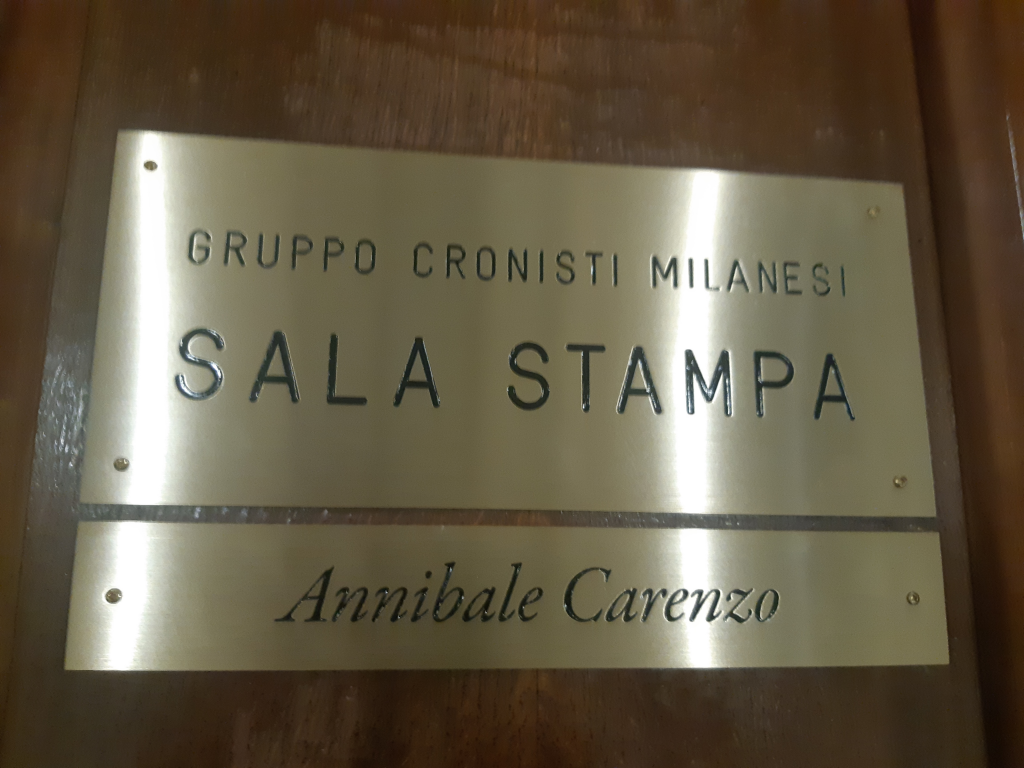 GRUPPO CRONISTI MILANESI
SALA STAMPA
Annibale Carenzo